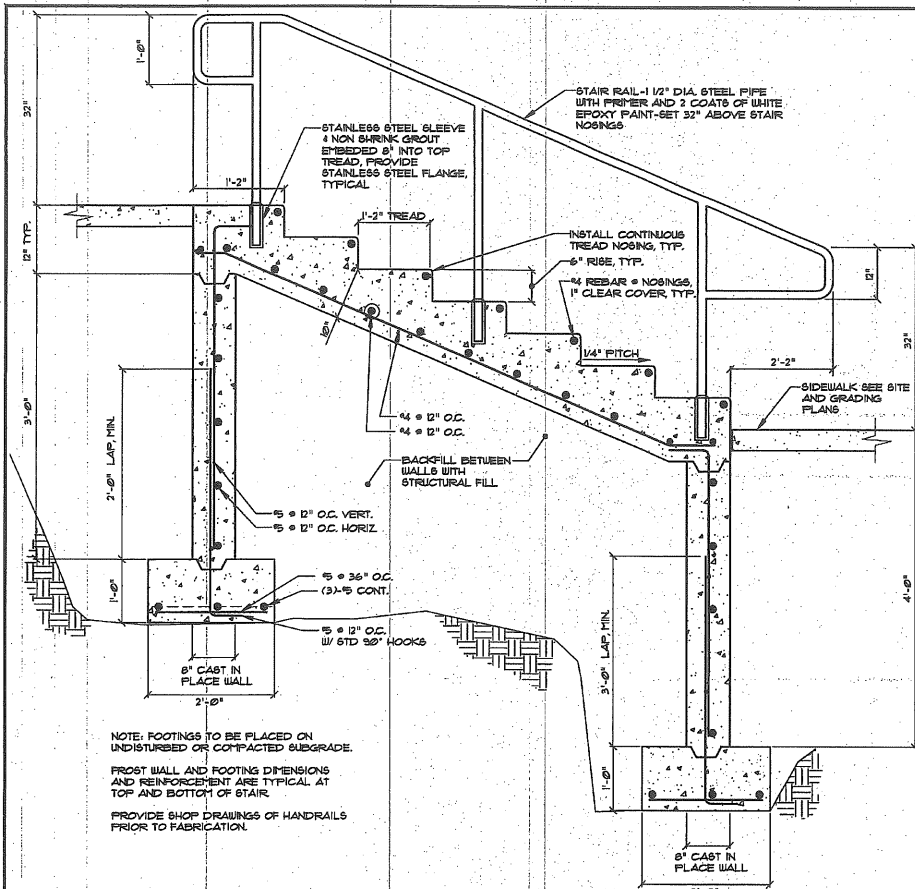 1'-0"
32"
STAIR RAIL-1 1/2" DIA. STEEL PIPE
WITH PRIMER AND 2 COATS OF WHITE
EPOXY PAINT-SET 32" ABOVE STAIR
NOSINGS
STAINLESS STEEL SLEEVE
& NON SHRINK GROUT
EMBEDED 8" INTO TOP
TREAD, PROVIDE
STAINLESS STEEL FLANGE,
TYPICAL
1'-2"
1'-2" TREAD
12" TYP.
INSTALL CONTINUOUS
TREAD NOSING, TYP.
6" RISE, TYP.
#4 REBAR @ NOSINGS,
1" CLEAR COVER, TYP.
12"
32"
10"
1/4" PITCH
2'-2"
SIDEWALK SEE SITE
AND GRADING
PLANS
3'-0"
2'-0" LAP, MIN.
#4 @ 12" O.C.
#4 @ 12" O.C.
BACKFILL BETWEEN
WALLS WITH
STRUCTURAL FILL
#5 @ 12" O.C. VERT.
#5 @ 12" O.C. HORIZ.
1'-0"
#5 @ 36" O.C.
(3)-#5 CONT.
#5 @ 12" O.C.
W/ STD 90° HOOKS
4'-0"
3'-0" LAP, MIN.
8" CAST IN
PLACE WALL
2'-0"
NOTE: FOOTINGS TO BE PLACED ON
UNDISTURBED OR COMPACTED SUBGRADE.
FROST WALL AND FOOTING DIMENSIONS
AND REINFORCEMENT ARE TYPICAL AT
TOP AND BOTTOM OF STAIR
PROVIDE SHOP DRAWINGS OF HANDRAILS
PRIOR TO FABRICATION.
1'-0"
8" CAST IN
PLACE WALL